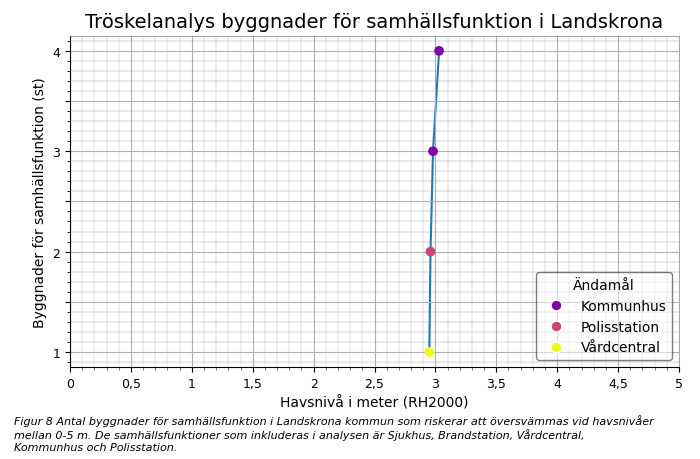 Tröskelanalys byggnader för samhällsfunktion i Landskrona
Byggnader för samhällsfunktion (st)
4
3
2
1
0 0,5 1 1,5 2 2,5 3 3,5 4 4,5 5
Havsnivå i meter (RH2000)
Ändamål
Kommunhus
Polisstation
Vårdcentral
Figur 8 Antal byggnader för samhällsfunktion i Landskrona kommun som riskerar att översvämmas vid havsnivåer
mellan 0-5 m. De samhällsfunktioner som inkluderas i analysen är Sjukhus, Brandstation, Vårdcentral,
Kommunhus och Polisstation.